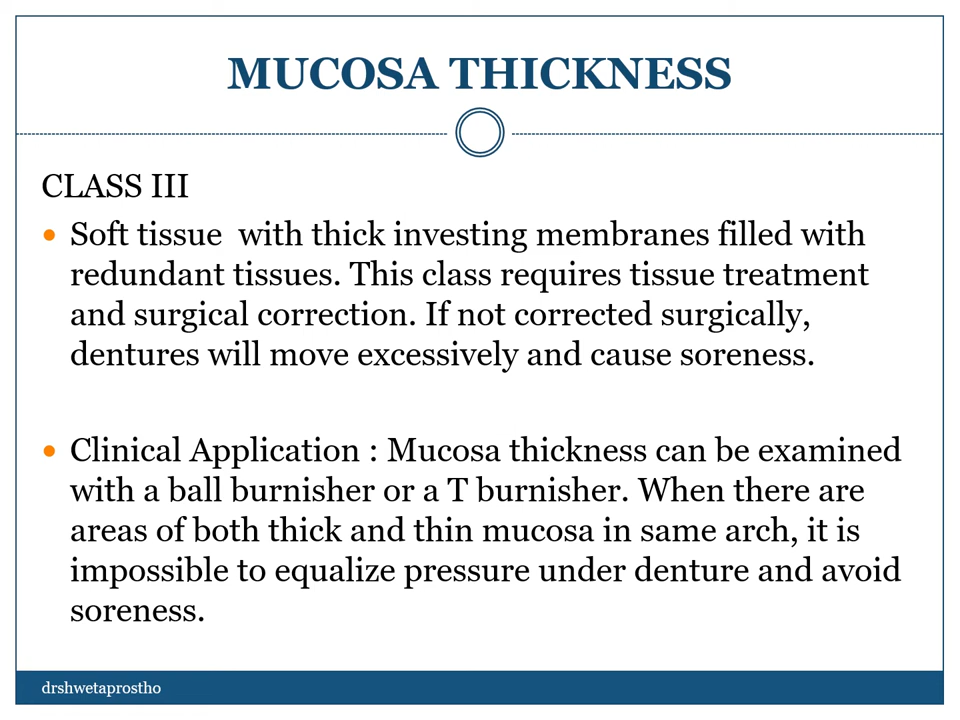 MUCOSA THICKNESS
CLASS III
• Soft tissue  with thick investing membranes filled with
redundant tissues. This class requires tissue treatment
and surgical correction. If not corrected surgically,
dentures will move excessively and cause soreness.
• Clinical Application : Mucosa thickness can be examined
with a ball burnisher or a T burnisher. When there are
areas of both thick and thin mucosa in same arch, it is
impossible to equalize pressure under denture and avoid
soreness.
drshwetaprostho